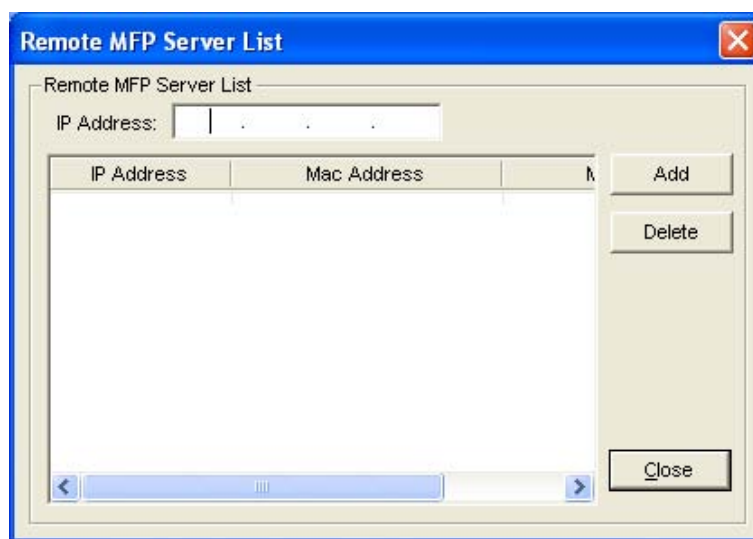 Remote MFP Server List
Remote MFP Server List
IP Address: . . .
IP Address Mac Address M
Add
Delete
Close